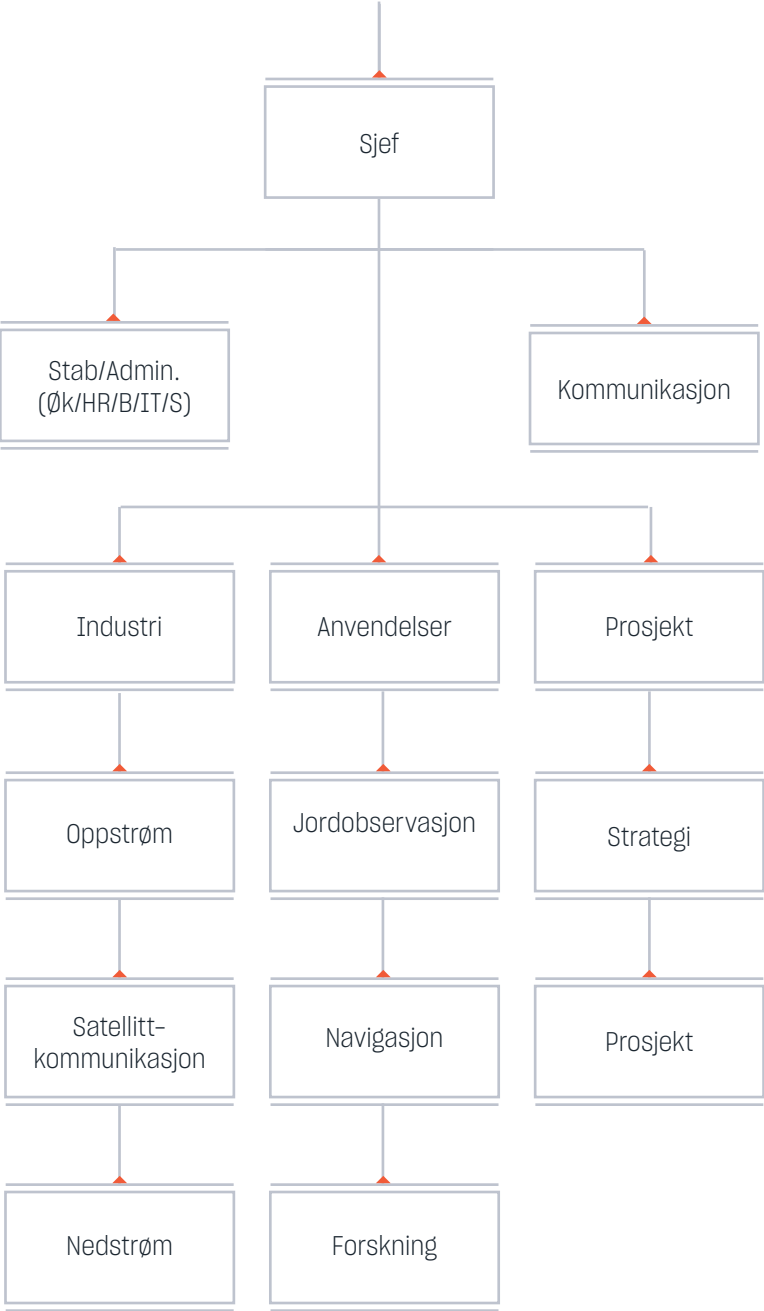 Sjef
Stab/Admin.
(Øk/HR/B/IT/S)
Kommunikasjon
Industri
Anvendelser
Prosjekt
Oppstrøm
Jordobservasjon
Strategi
Satellitt-
kommunikasjon
Navigasjon
Prosjekt
Nedstrøm
Forskning